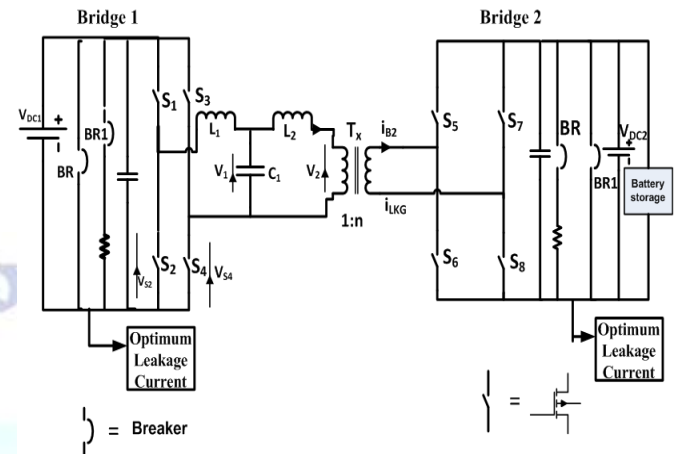 Bridge 1
Bridge 2
V_DC1 + -
BR
BR1
S1
S3
L1
L2
V1
C1
V2
Tx
1:n
iB2
iLKG
S2
S4
VS2
VS4
S5
S7
S6
S8
BR
BR1
VDC2
+
-
Battery
storage
Optimum
Leakage
Current
Optimum
Leakage
Current
= Breaker
=